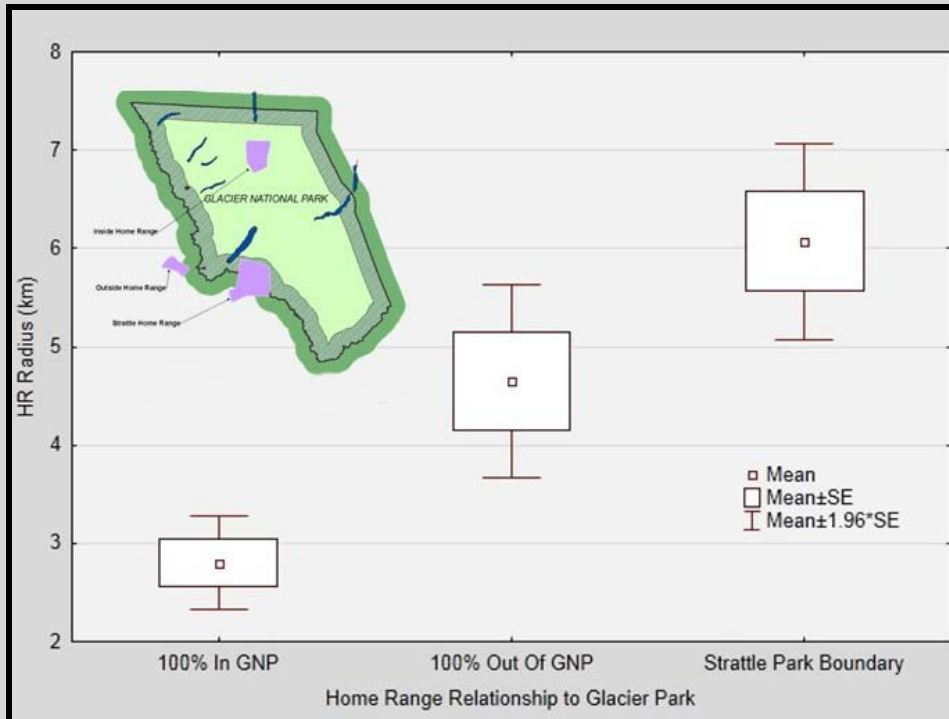 8
7
6
5
4
3
2
HR Radius (km)
GLACIER NATIONAL PARK
Inside Home Range
Outside Home Range
Strattle Home Range
Mean
Mean±SE
Mean±1.96*SE
100% In GNP
100% Out Of GNP
Strattle Park Boundary
Home Range Relationship to Glacier Park